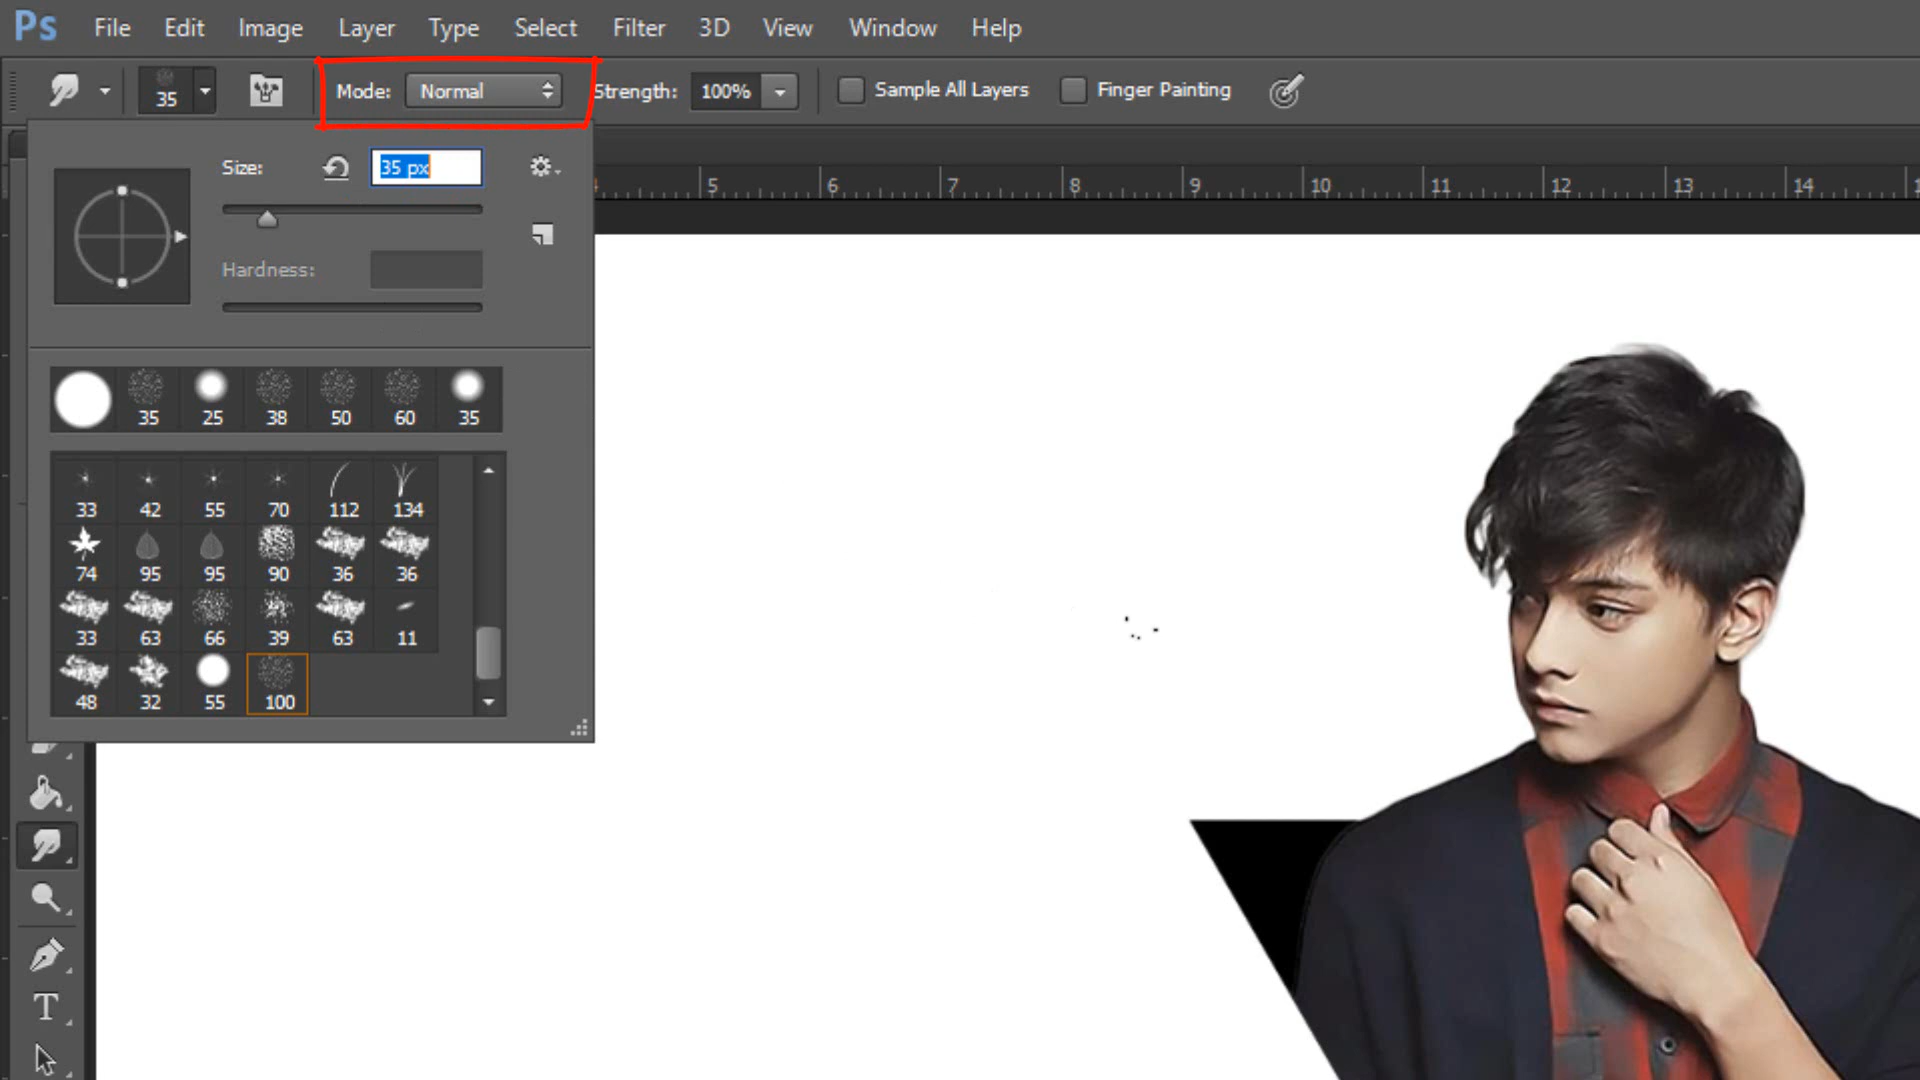 Ps File Edit Image Layer Type Select Filter 3D View Window Help
35 Mode: Normal Strength: 100% Sample All Layers Finger Painting
Size: 35 px
5 6 7 8 9 10 11 12 13 14
Hardness:
35 25 38 50 60 35
33 42 55 70 112 134
74 95 95 90 36 36
33 63 66 39 63 11
48 32 55 100
T